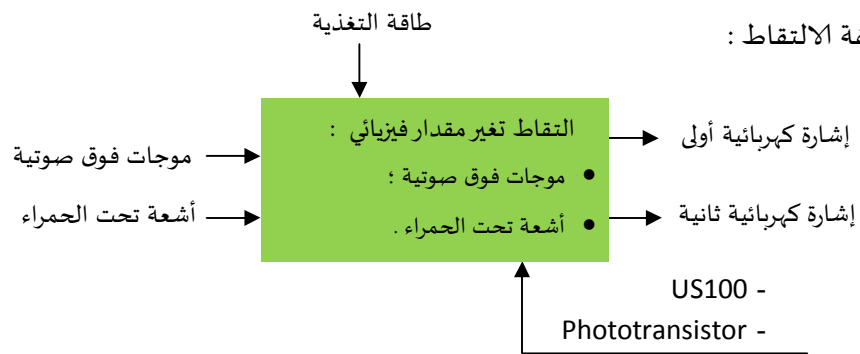 الالتقاط :
طاقة التغذية
التقاط تغير مقدار فيزيائي :
• موجات فوق صوتية ؛
• أشعة تحت الحمراء .
موجات فوق صوتية
أشعة تحت الحمراء
إشارة كهربائية أولى
إشارة كهربائية ثانية
US100 -
Phototransistor -